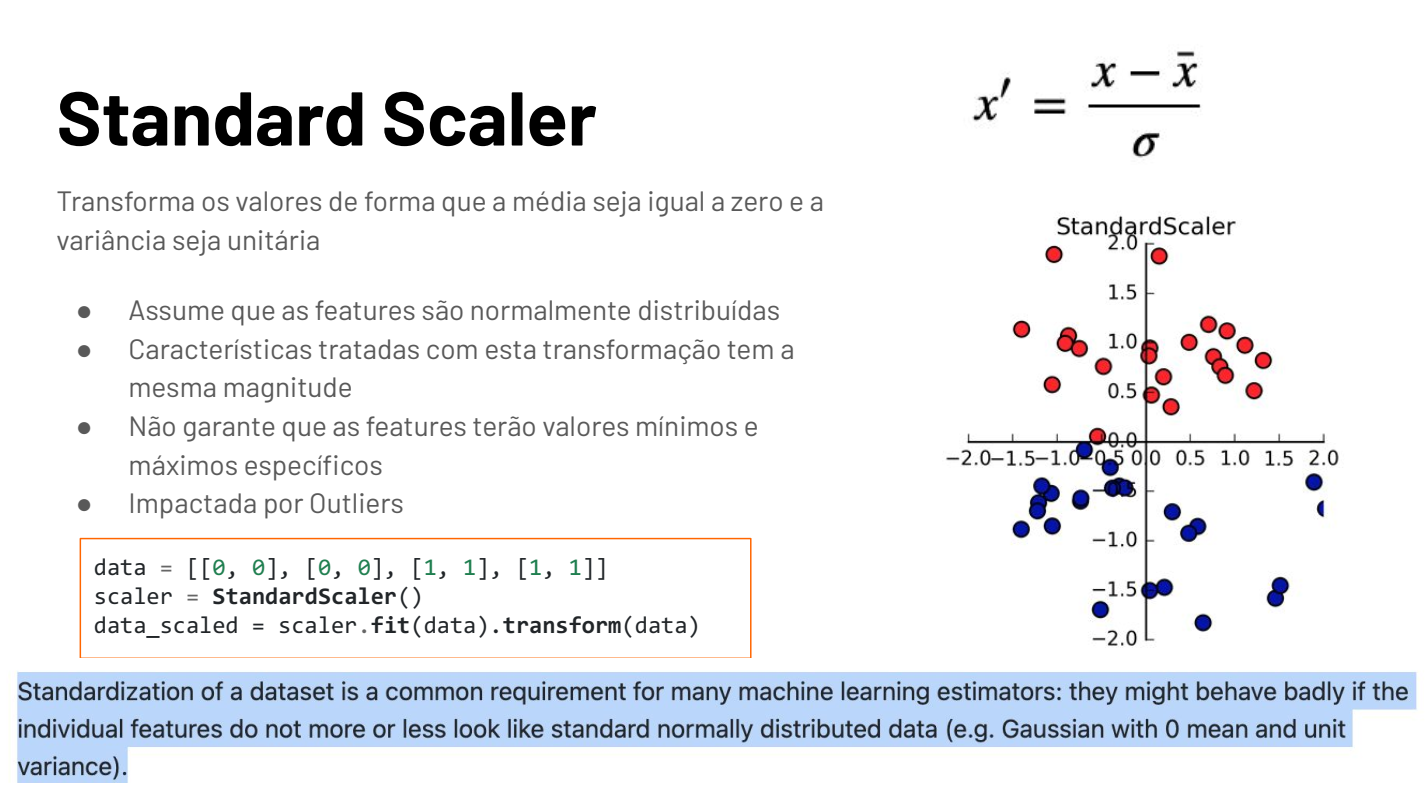 Standard Scaler
x′ = (x − x̄) / σ
Transforma os valores de forma que a média seja igual a zero e a
variância seja unitária
● Assume que as features são normalmente distribuídas
● Características tratadas com esta transformação tem a
mesma magnitude
● Não garante que as features terão valores mínimos e
máximos específicos
● Impactada por Outliers
data = [[0, 0], [0, 0], [1, 1], [1, 1]]
scaler = StandardScaler()
data_scaled = scaler.fit(data).transform(data)
StandardScaler
2.0
1.5
1.0
0.5
0.0
−2.0 −1.5 −1.0 −0.5 0.0 0.5 1.0 1.5 2.0
−1.0
−1.5
−2.0
Standardization of a dataset is a common requirement for many machine learning estimators: they might behave badly if the
individual features do not more or less look like standard normally distributed data (e.g. Gaussian with 0 mean and unit
variance).